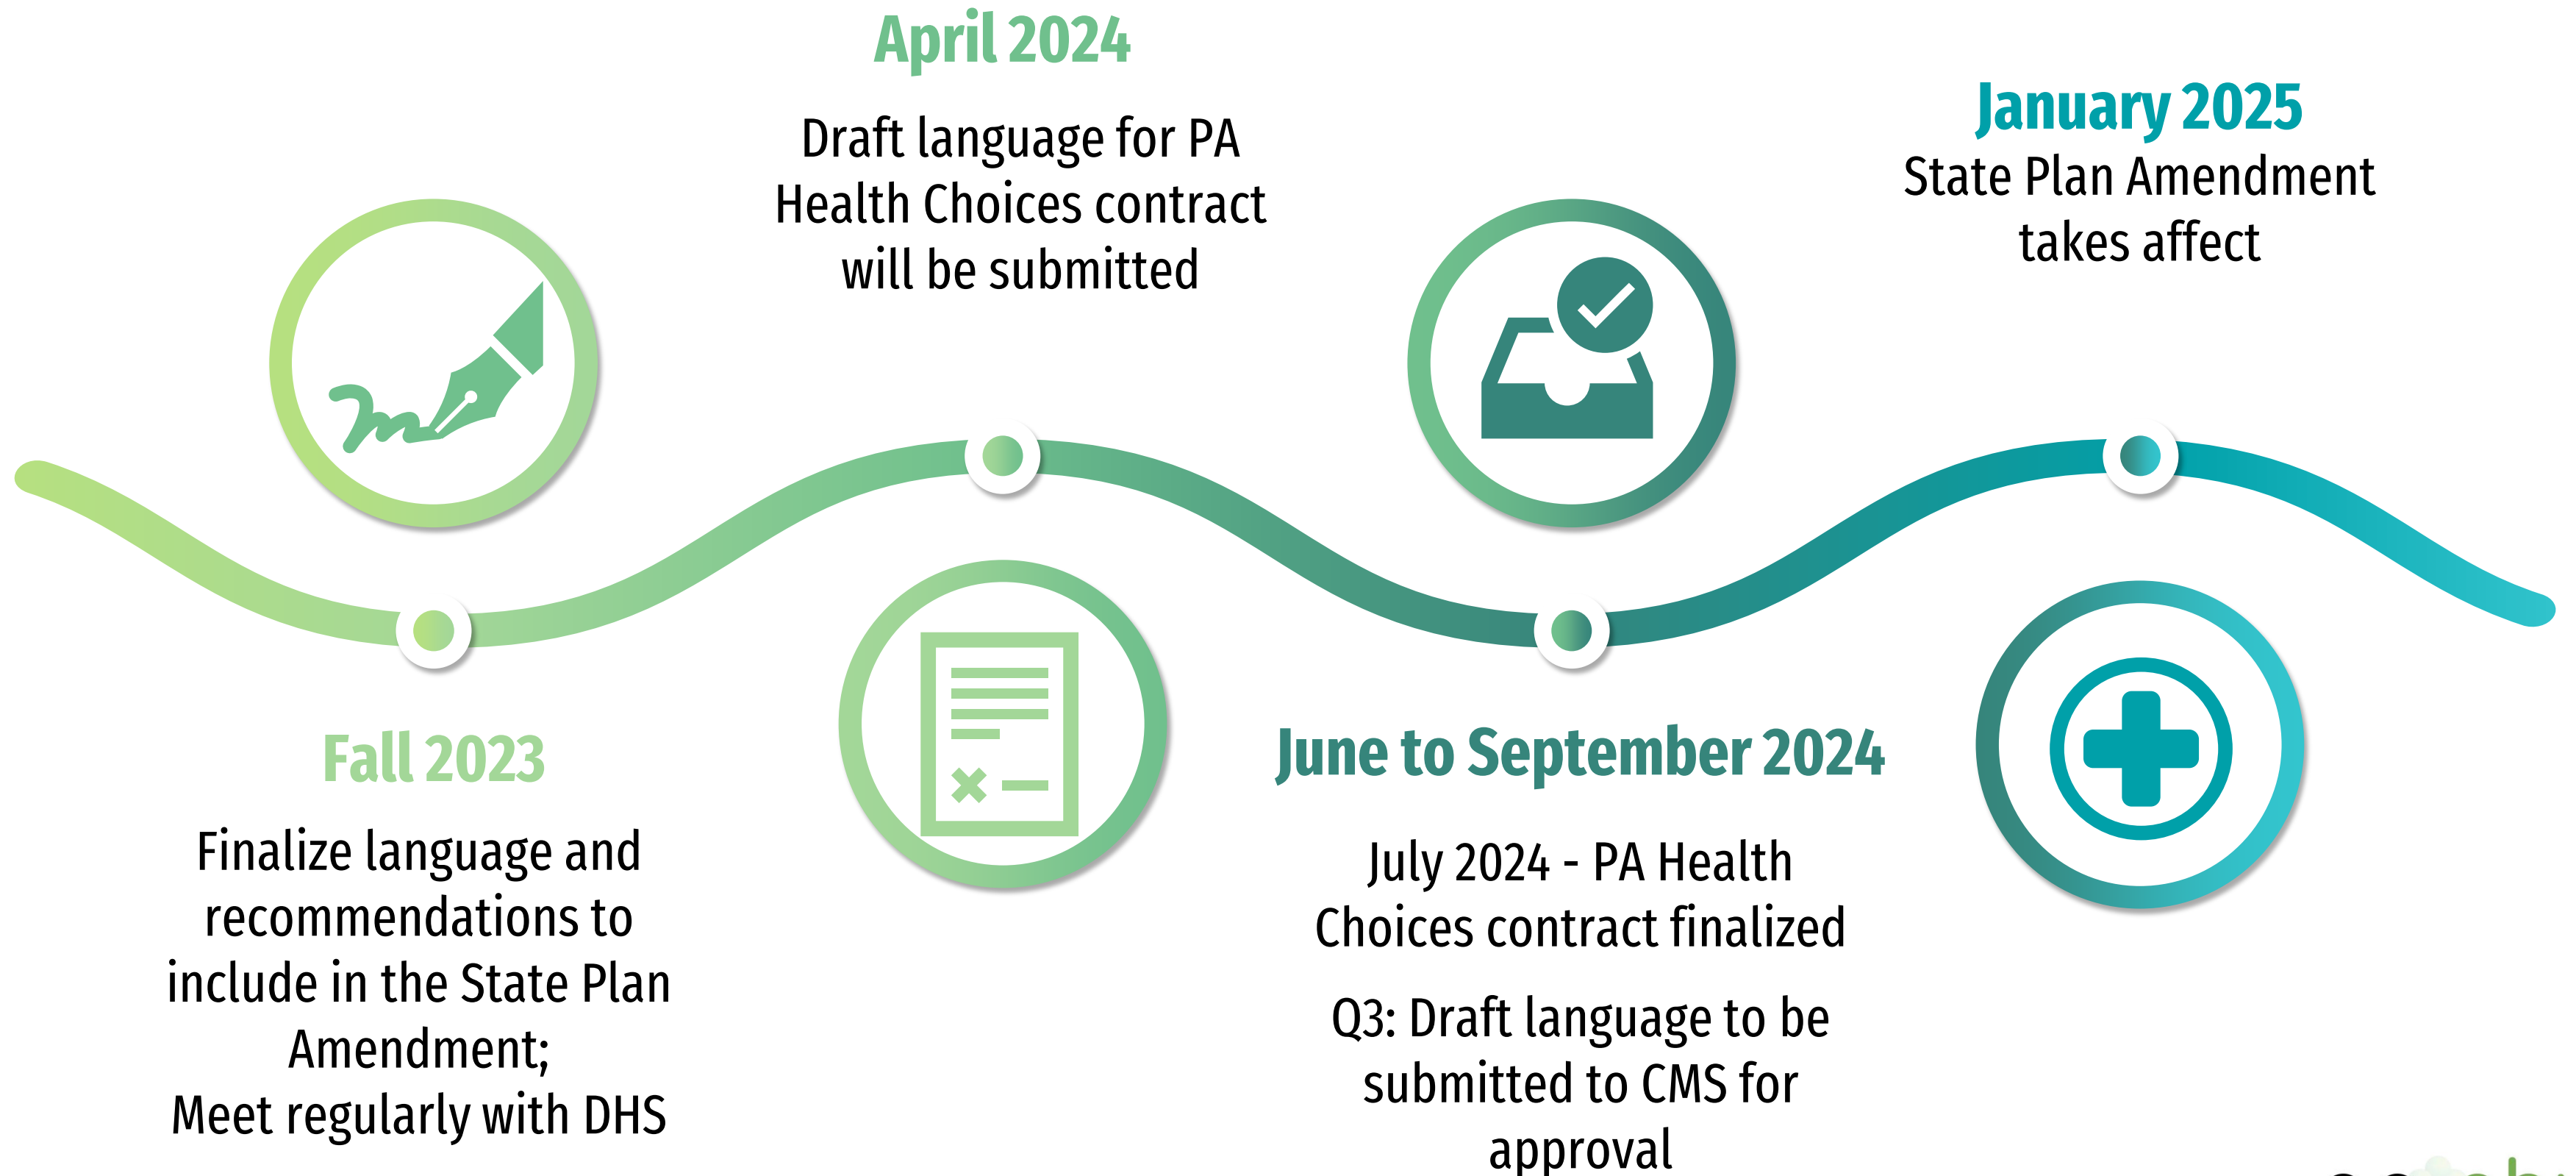 April 2024
Draft language for PA
Health Choices contract
will be submitted
January 2025
State Plan Amendment
takes affect
Fall 2023
Finalize language and
recommendations to
include in the State Plan
Amendment;
Meet regularly with DHS
June to September 2024
July 2024 - PA Health
Choices contract finalized
Q3: Draft language to be
submitted to CMS for
approval